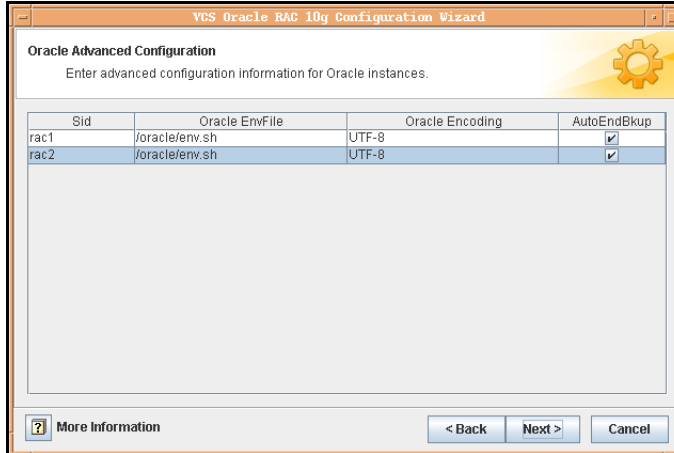 VCS Oracle RAC 10g Configuration Wizard
Oracle Advanced Configuration
Enter advanced configuration information for Oracle instances.
Sid Oracle EnvFile Oracle Encoding AutoEndBkup
rac1 /oracle/env.sh UTF-8
rac2 /oracle/env.sh UTF-8
? More Information < Back Next > Cancel